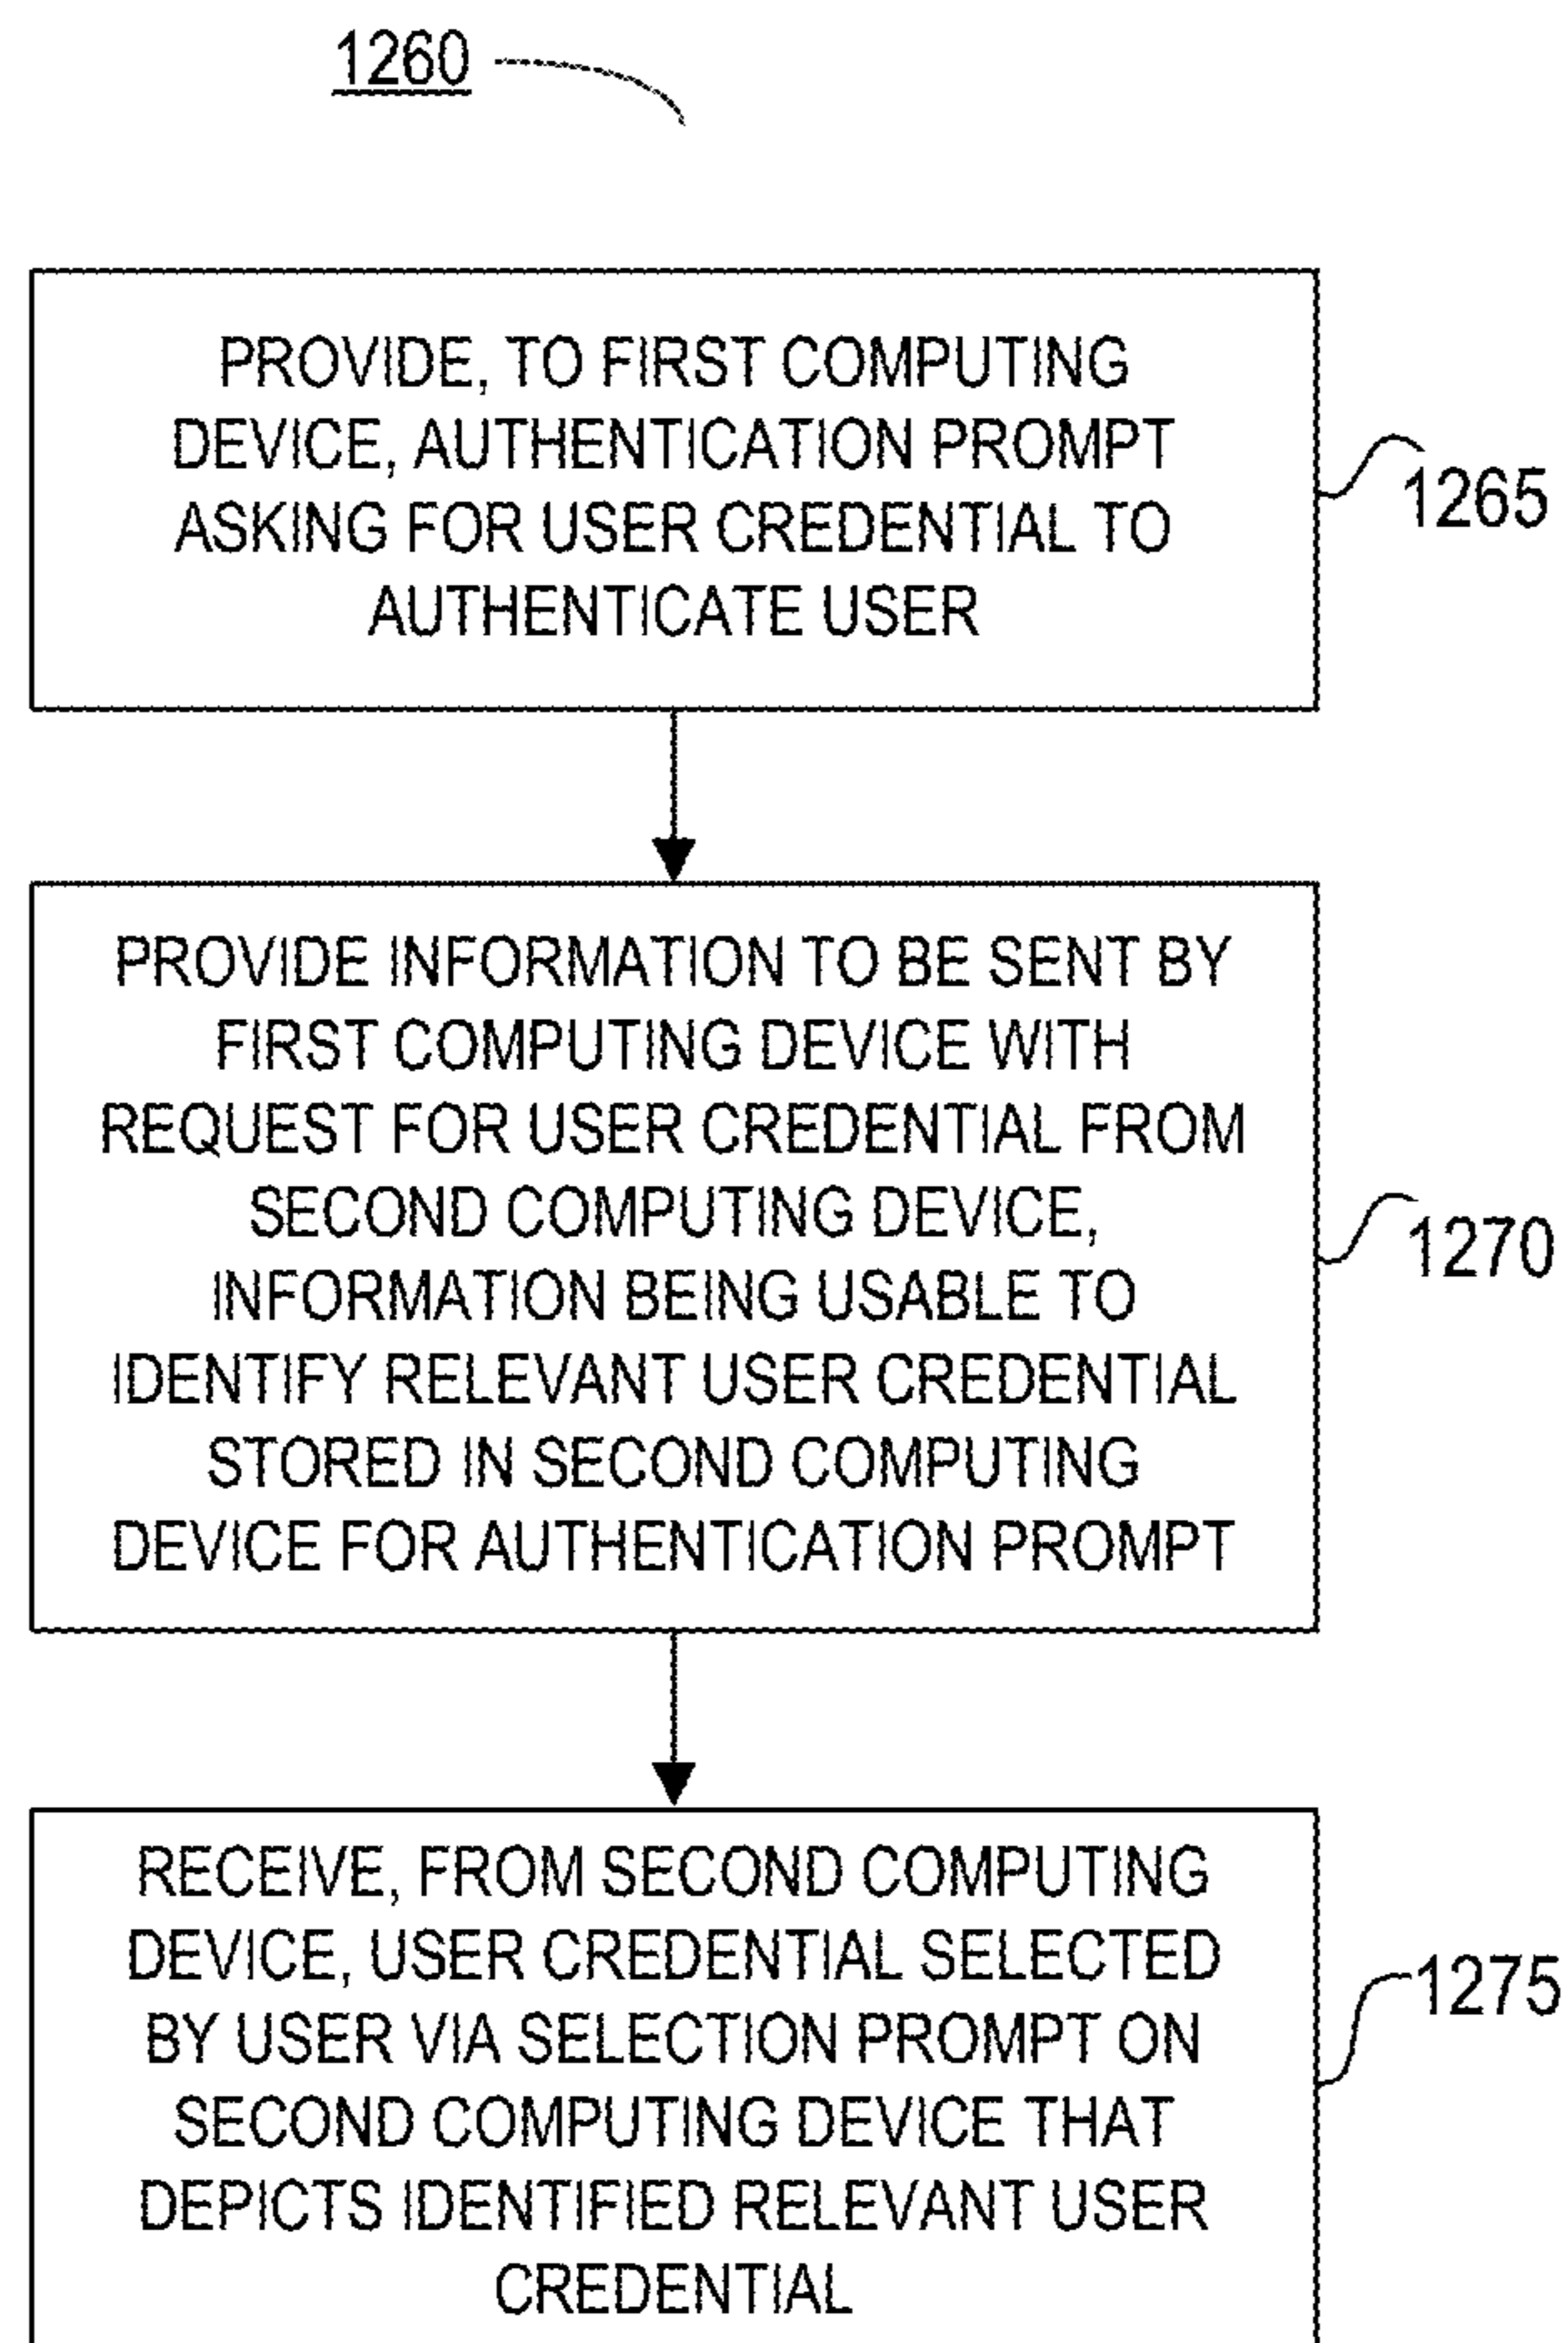 1260
PROVIDE, TO FIRST COMPUTING
DEVICE, AUTHENTICATION PROMPT
ASKING FOR USER CREDENTIAL TO
AUTHENTICATE USER
1265
PROVIDE INFORMATION TO BE SENT BY
FIRST COMPUTING DEVICE WITH
REQUEST FOR USER CREDENTIAL FROM
SECOND COMPUTING DEVICE,
INFORMATION BEING USABLE TO
IDENTIFY RELEVANT USER CREDENTIAL
STORED IN SECOND COMPUTING
DEVICE FOR AUTHENTICATION PROMPT
1270
RECEIVE, FROM SECOND COMPUTING
DEVICE, USER CREDENTIAL SELECTED
BY USER VIA SELECTION PROMPT ON
SECOND COMPUTING DEVICE THAT
DEPICTS IDENTIFIED RELEVANT USER
CREDENTIAL
1275